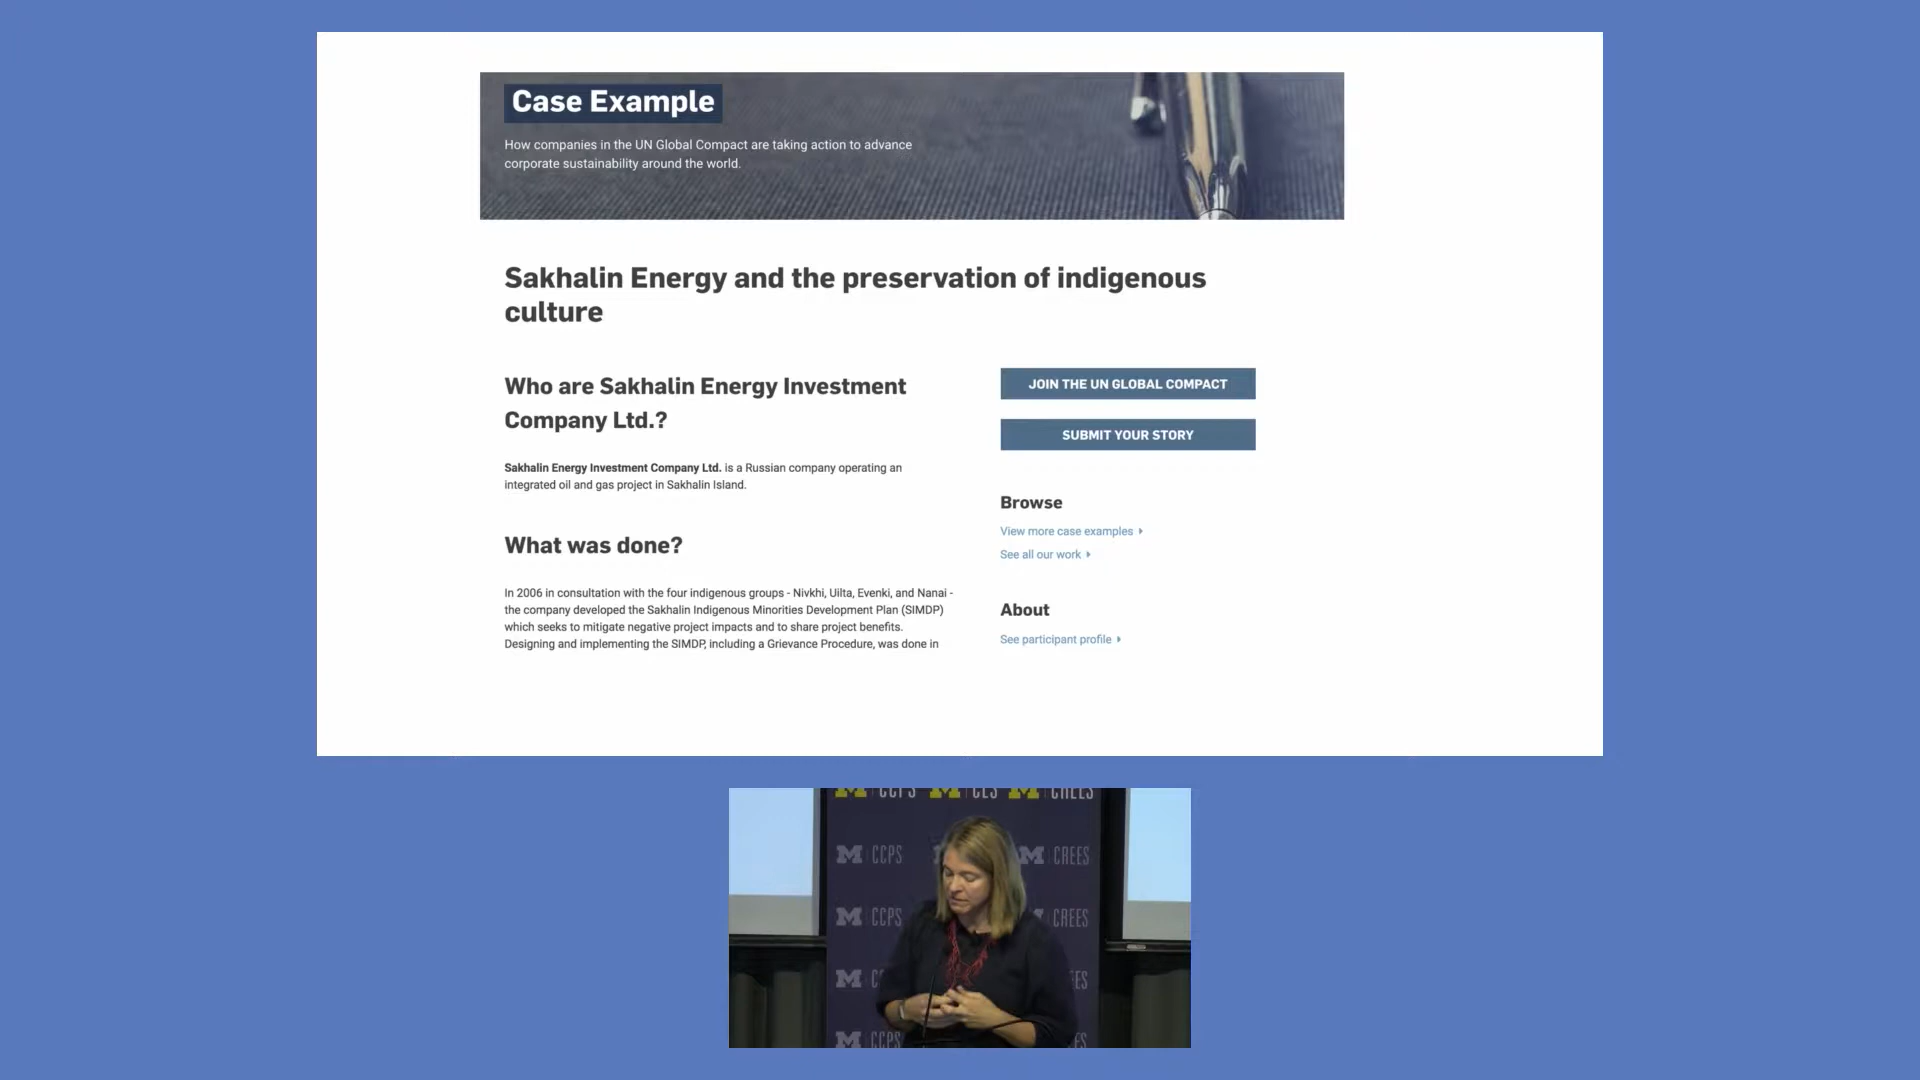 Case Example
How companies in the UN Global Compact are taking action to advance
corporate sustainability around the world.
Sakhalin Energy and the preservation of indigenous
culture
Who are Sakhalin Energy Investment
Company Ltd.?
Sakhalin Energy Investment Company Ltd. is a Russian company operating an
integrated oil and gas project in Sakhalin Island.
What was done?
In 2006 in consultation with the four indigenous groups - Nivkhi, Uilta, Evenki, and Nanai -
the company developed the Sakhalin Indigenous Minorities Development Plan (SIMDP)
which seeks to mitigate negative project impacts and to share project benefits.
Designing and implementing the SIMDP, including a Grievance Procedure, was done in
JOIN THE UN GLOBAL COMPACT
SUBMIT YOUR STORY
Browse
View more case examples
See all our work
About
See participant profile
M CCPS M CES M CREES
M CCPS M CREES
M CCPS CREES
M
M CCPS